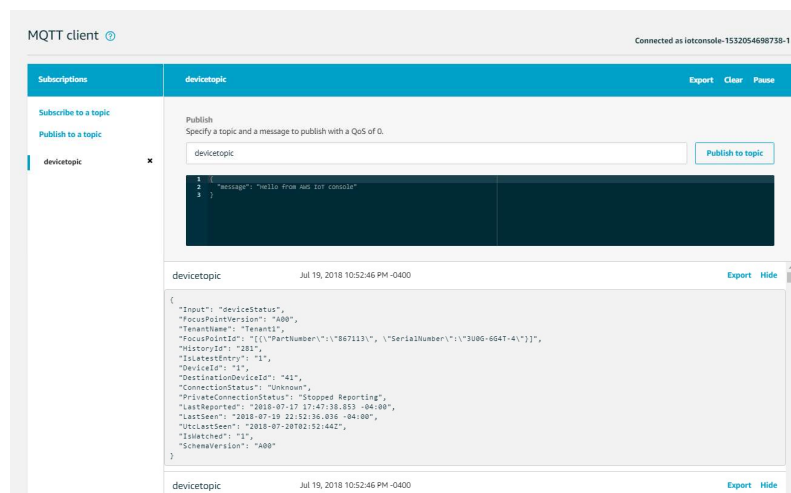 MQTT client
Connected as iotconsole-1532054698738-1
Subscriptions
devicetopic
Export Clear Pause
Subscribe to a topic
Publish to a topic
devicetopic
Publish
Specify a topic and a message to publish with a QoS of 0.
devicetopic
Publish to topic
1 {
2 "message": "Hello from AWS IoT console"
3 }
devicetopic Jul 19, 2018 10:52:46 PM -0400 Export Hide
{
"Input": "deviceStatus",
"FocusPointVersion": "A00",
"TenantName": "Tenant1",
"FocusPointId": "[{\"PartNumber\":\"867113\", \"SerialNumber\":\"3U0G-6G4T-4\"}]",
"HistoryId": "281",
"IsLatestEntry": "1",
"DeviceId": "1",
"DestinationDeviceId": "41",
"ConnectionStatus": "Unknown",
"PrivateConnectionStatus": "Stopped Reporting",
"LastReported": "2018-07-17 17:47:38.853 -04:00",
"LastSeen": "2018-07-19 22:52:36.036 -04:00",
"UtcLastSeen": "2018-07-20T02:52:44Z",
"IsWatched": "1",
"SchemaVersion": "A00"
}
devicetopic Jul 19, 2018 10:52:46 PM -0400 Export Hide